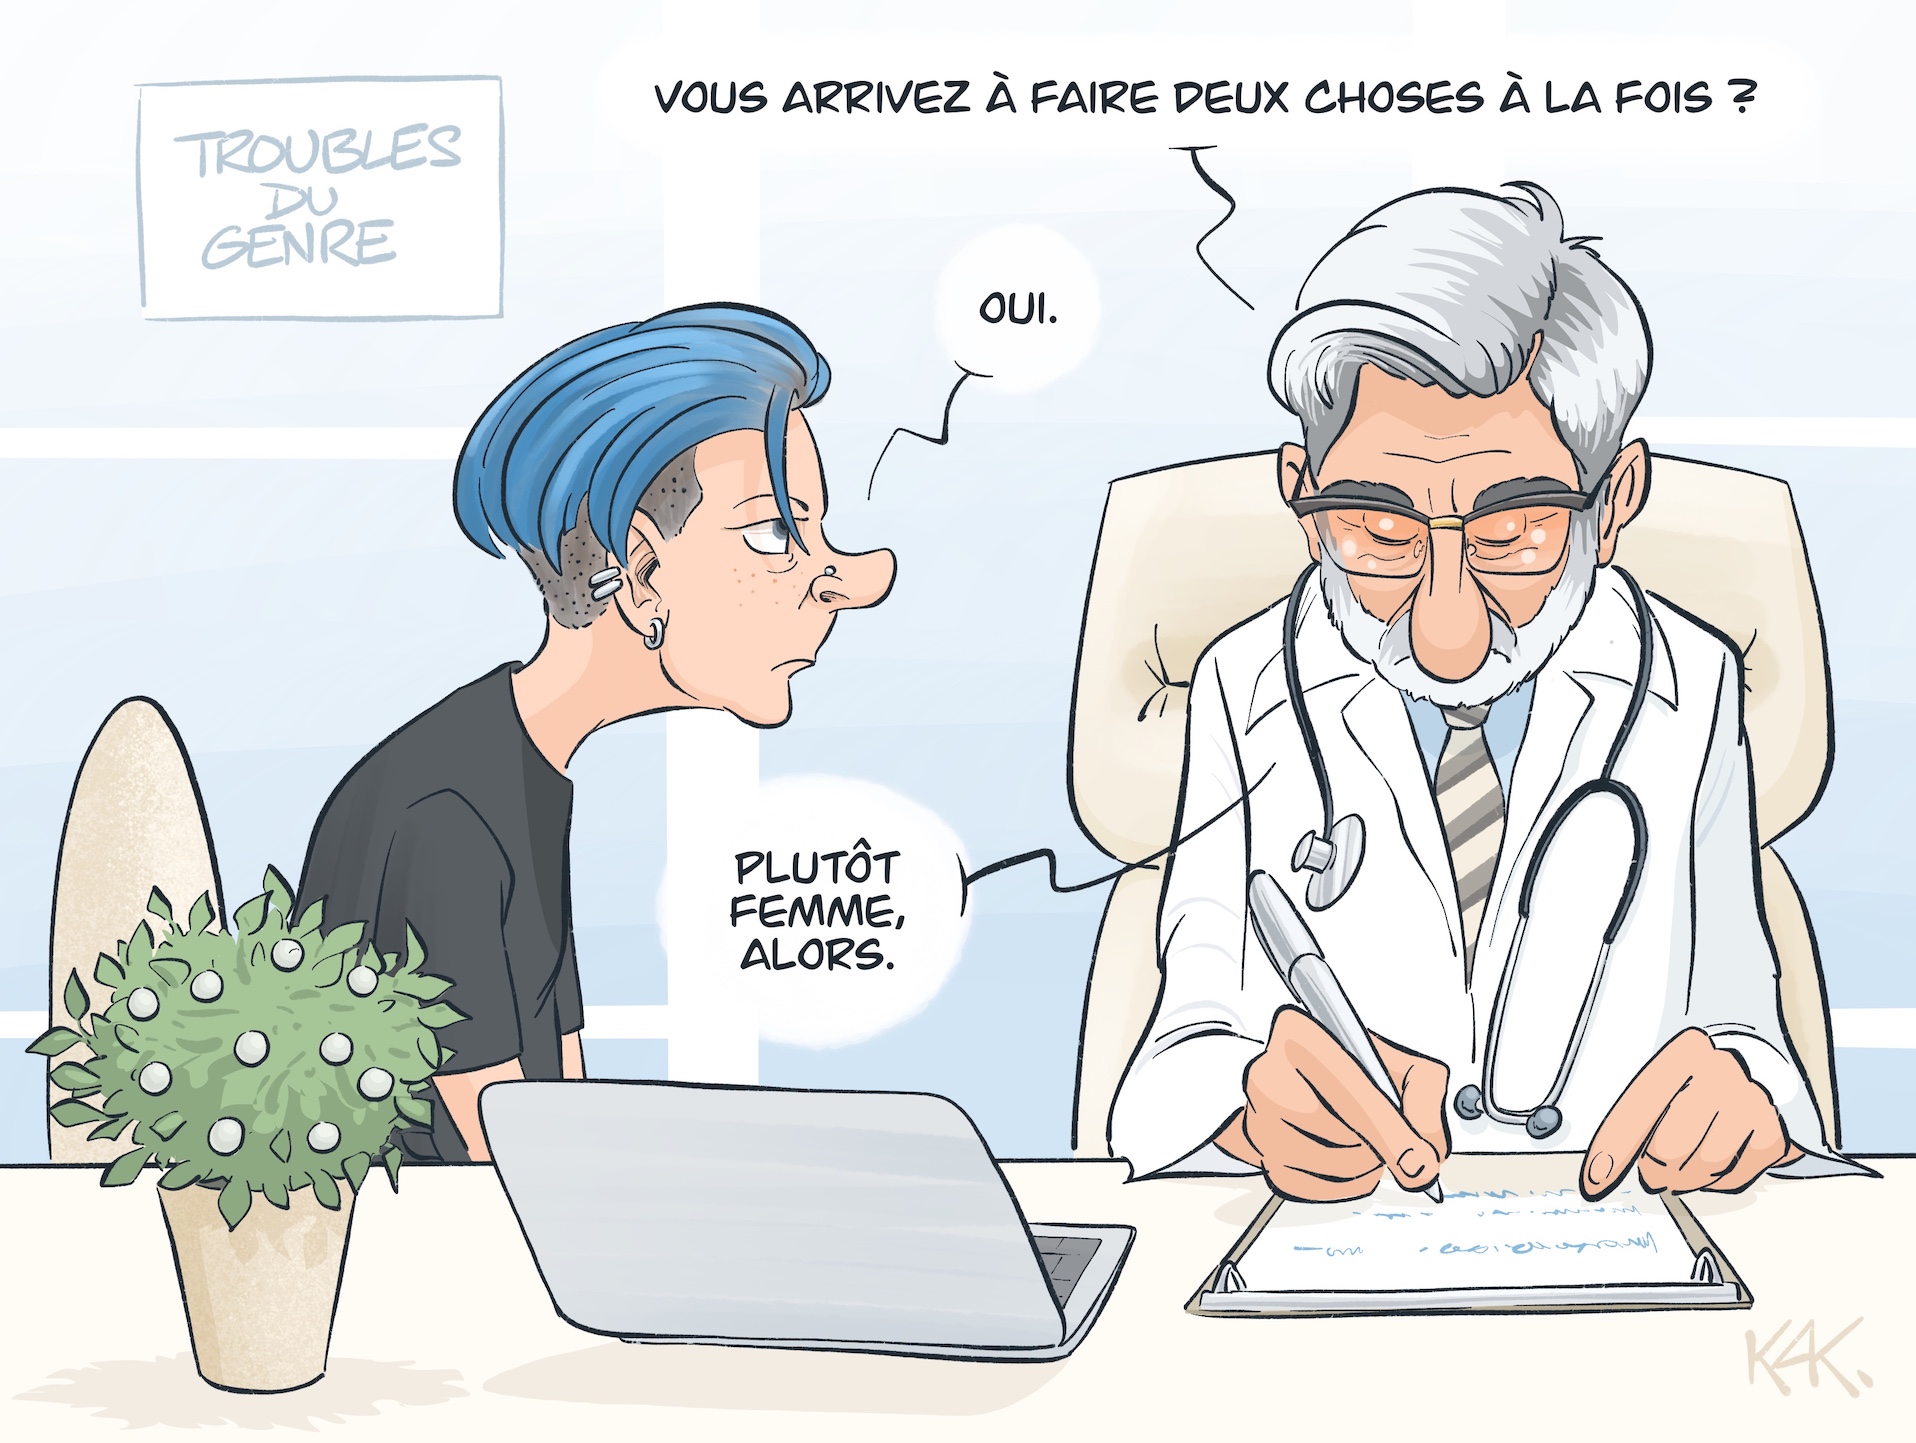 VOUS ARRIVEZ À FAIRE DEUX CHOSES À LA FOIS ?
TROUBLES
DU
GENRE
OUI.
PLUTÔT
FEMME,
ALORS.
KAK.